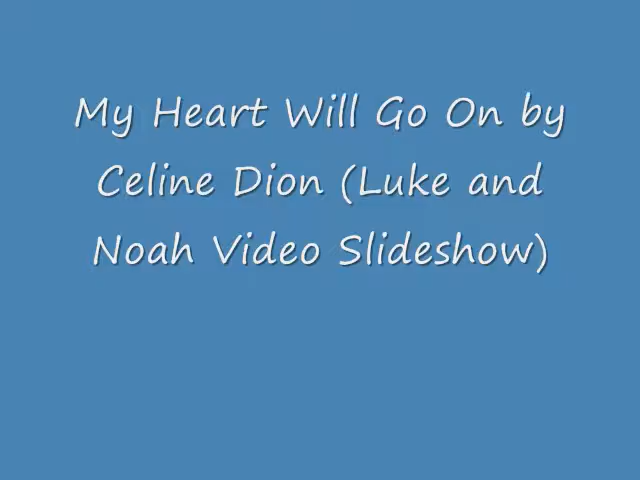 My Heart Will Go On by
Celine Dion (Luke and
Noah Video Slideshow)